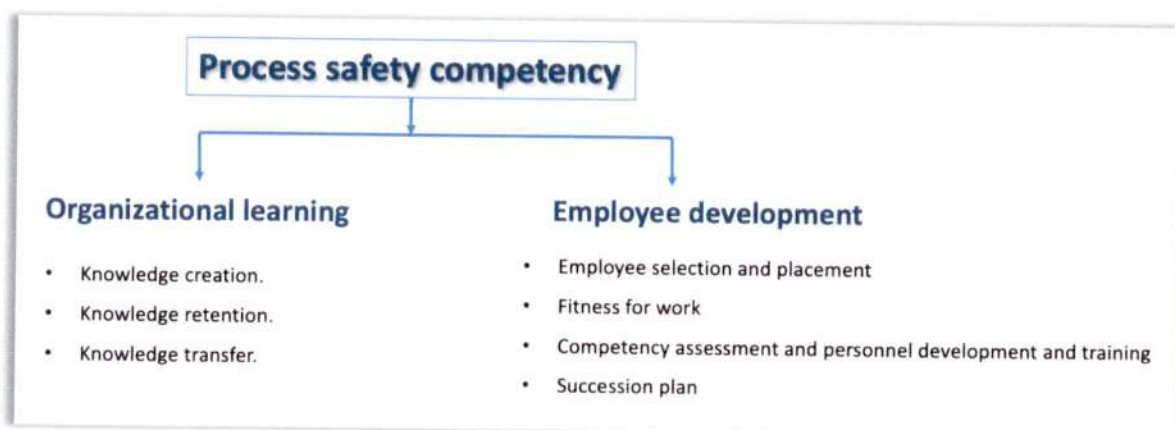 Process safety competency
Organizational learning
• Knowledge creation.
• Knowledge retention.
• Knowledge transfer.
Employee development
• Employee selection and placement
• Fitness for work
• Competency assessment and personnel development and training
• Succession plan